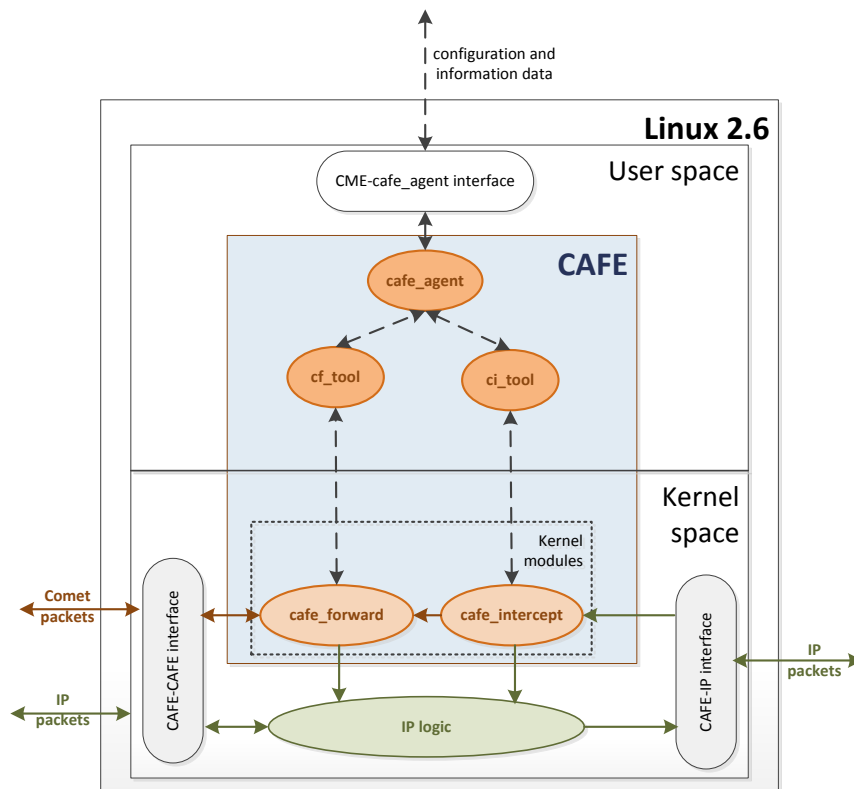 configuration and
information data
Linux 2.6
User space
CME-cafe_agent interface
CAFE
cafe_agent
cf_tool
ci_tool
Kernel
space
Kernel
modules
Comet
packets
CAFE-CAFE interface
cafe_forward
cafe_intercept
CAFE-IP interface
IP
packets
IP
packets
IP logic